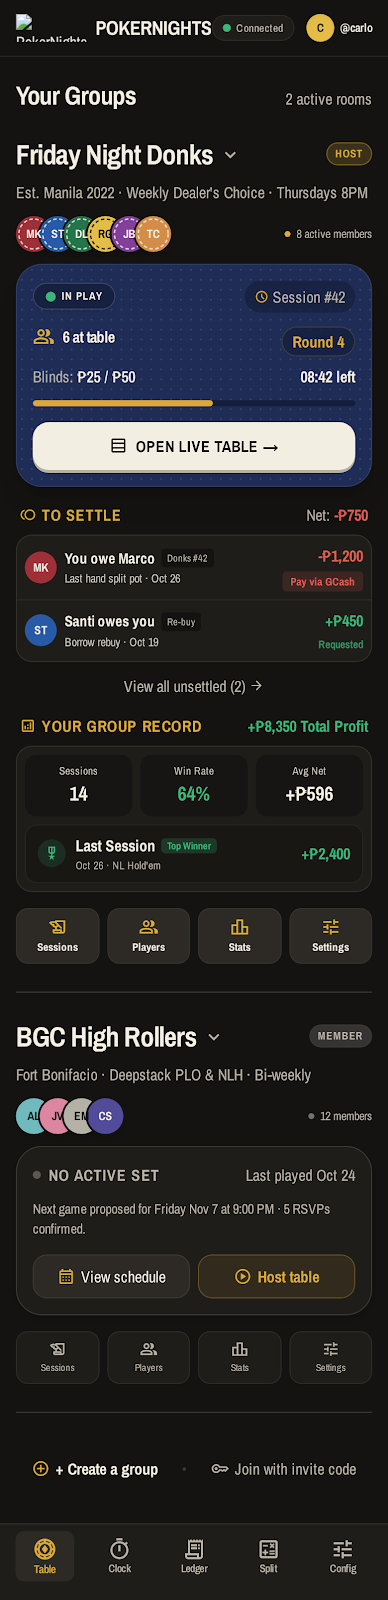 POKERNIGHTS
Connected
C
@carlo
Your Groups
2 active rooms
Friday Night Donks
HOST
Est. Manila 2022 · Weekly Dealer's Choice · Thursdays 8PM
MK ST DL RG JB TC
8 active members
IN PLAY
Session #42
6 at table
Round 4
Blinds: ₱25 / ₱50
08:42 left
OPEN LIVE TABLE →
TO SETTLE
Net: -₱750
MK
You owe Marco
Donks #42
-₱1,200
Last hand split pot · Oct 26
Pay via GCash
ST
Santi owes you
Re-buy
+₱450
Borrow rebuy · Oct 19
Requested
View all unsettled (2) →
YOUR GROUP RECORD
+₱8,350 Total Profit
Sessions
Win Rate
Avg Net
14
64%
+₱596
Last Session
Top Winner
+₱2,400
Oct 26 · NL Hold'em
Sessions
Players
Stats
Settings
BGC High Rollers
MEMBER
Fort Bonifacio · Deepstack PLO & NLH · Bi-weekly
AL JV EM CS
12 members
NO ACTIVE SET
Last played Oct 24
Next game proposed for Friday Nov 7 at 9:00 PM · 5 RSVPs
confirmed.
View schedule
Host table
Sessions
Players
Stats
Settings
+ Create a group
·
Join with invite code
Table
Clock
Ledger
Split
Config